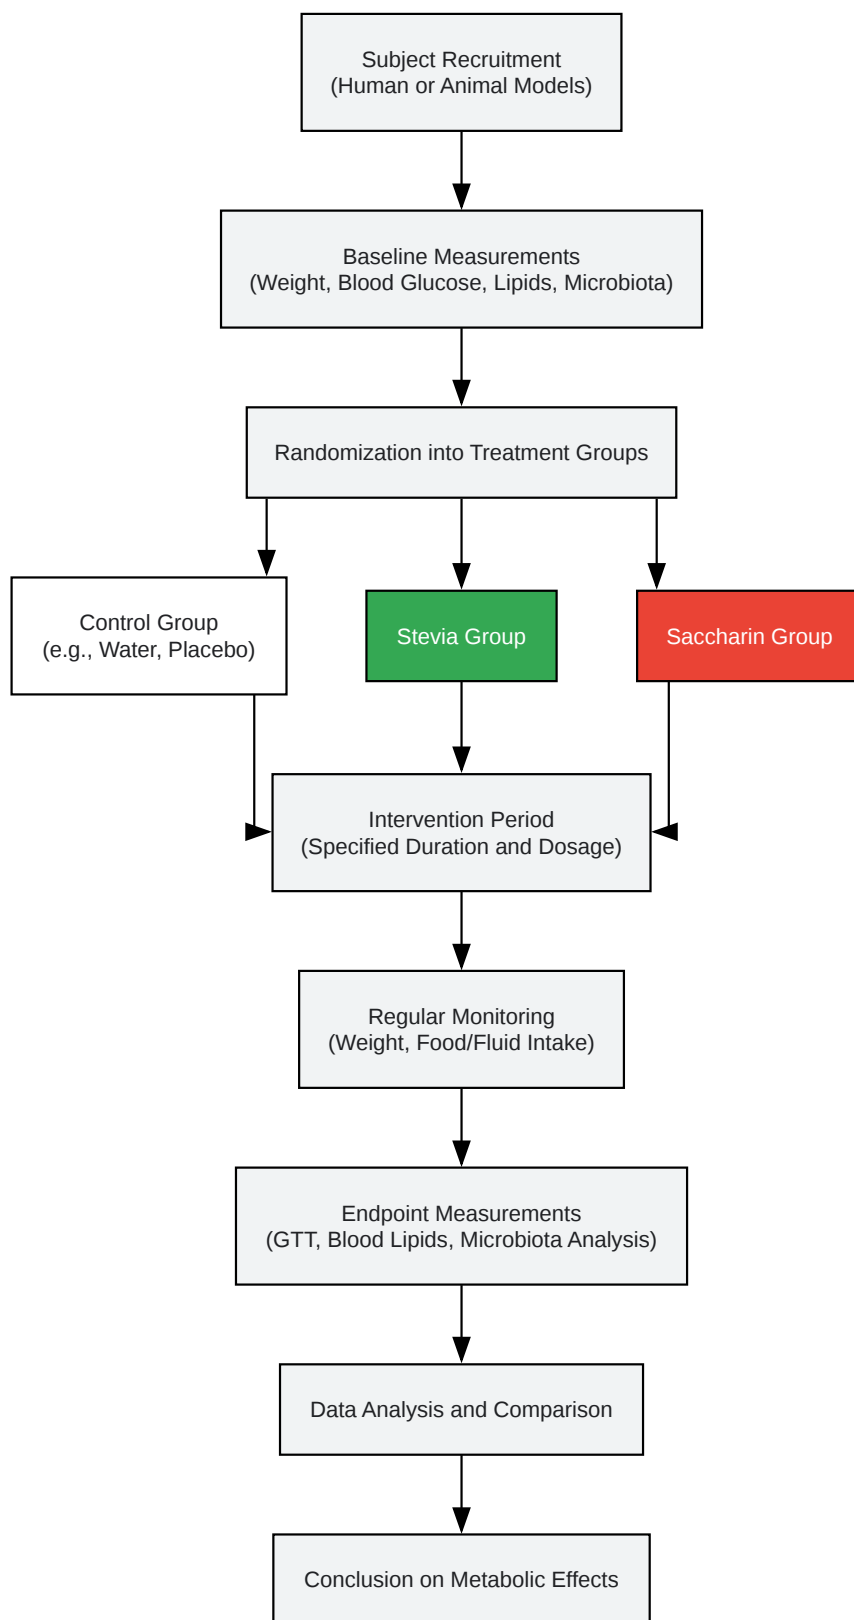 Subject Recruitment
(Human or Animal Models)
Baseline Measurements
(Weight, Blood Glucose, Lipids, Microbiota)
Randomization into Treatment Groups
Control Group
(e.g., Water, Placebo)
Stevia Group
Saccharin Group
Intervention Period
(Specified Duration and Dosage)
Regular Monitoring
(Weight, Food/Fluid Intake)
Endpoint Measurements
(GTT, Blood Lipids, Microbiota Analysis)
Data Analysis and Comparison
Conclusion on Metabolic Effects